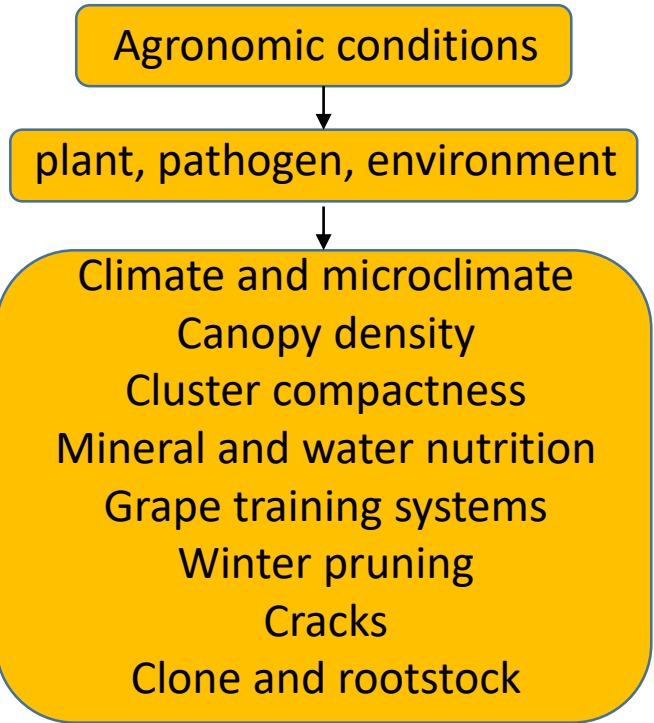 Agronomic conditions
plant, pathogen, environment
Climate and microclimate
Canopy density
Cluster compactness
Mineral and water nutrition
Grape training systems
Winter pruning
Cracks
Clone and rootstock